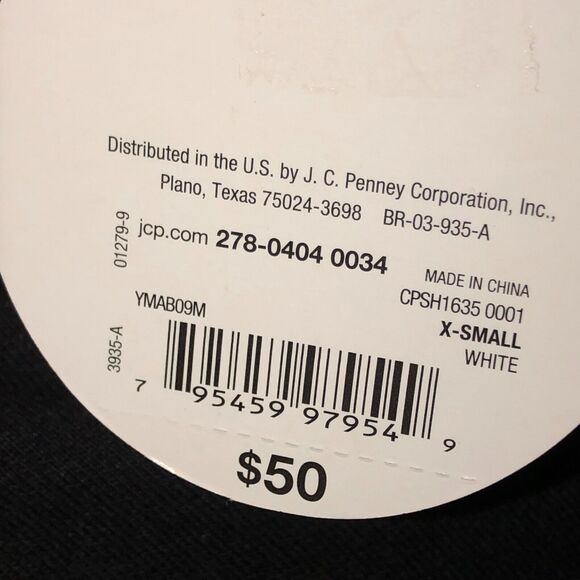 Distributed in the U.S. by J. C. Penney Corporation, Inc.,
Plano, Texas 75024-3698 BR-03-935-A
01279-9
jcp.com 278-0404 0034
MADE IN CHINA
CPSH1635 0001
X-SMALL
WHITE
3935-A
YMAB09M
7 95459 97954 9
$50